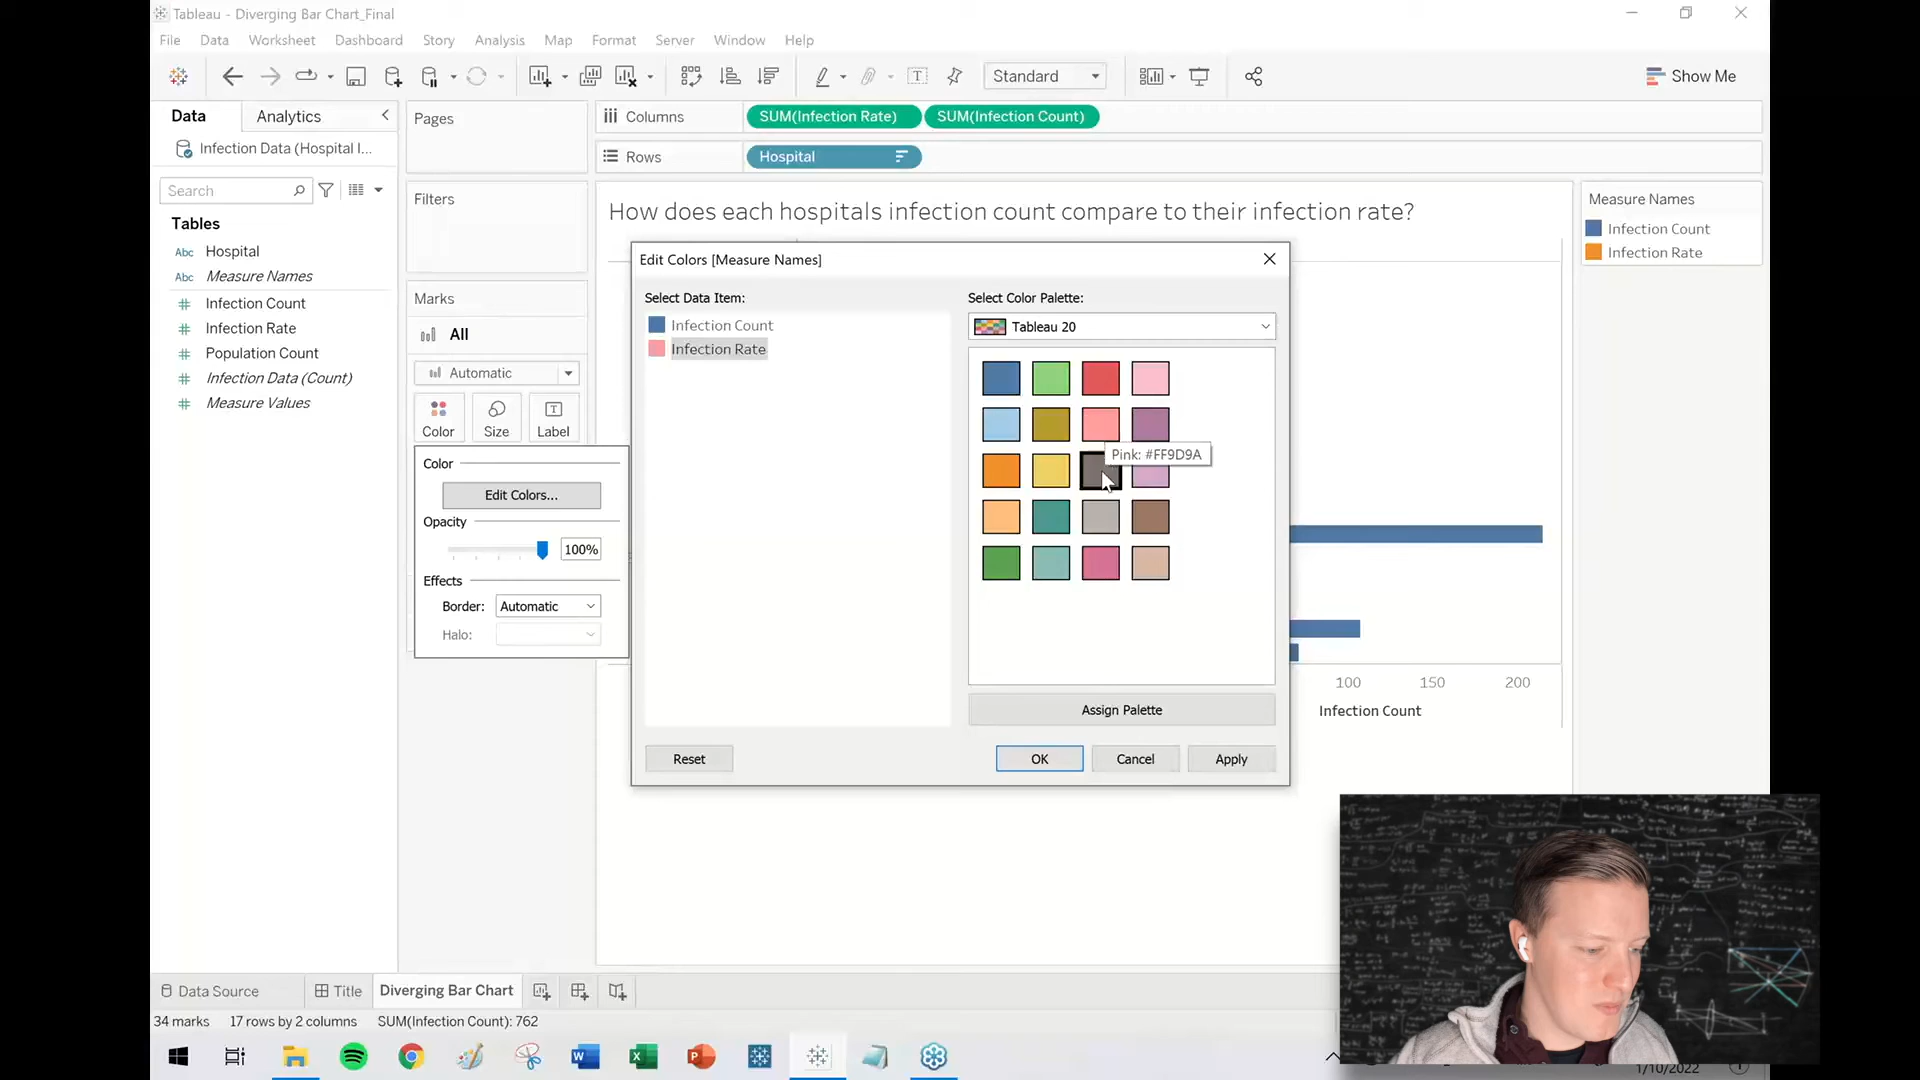 Tableau - Diverging Bar Chart_Final
File Data Worksheet Dashboard Story Analysis Map Format Server Window Help
Standard
Show Me
Data Analytics
Pages
Columns
SUM(Infection Rate) SUM(Infection Count)
Infection Data (Hospital I...
Rows
Hospital
Search
Filters
Tables
Abc Hospital
Abc Measure Names
Infection Count
Infection Rate
Population Count
Infection Data (Count)
Measure Values
Marks
All
Automatic
Color Size Label
Color
Edit Colors...
Opacity
100%
Effects
Border: Automatic
Halo:
How does each hospitals infection count compare to their infection rate?
Measure Names
Infection Count
Infection Rate
Edit Colors [Measure Names]
Select Data Item:
Infection Count
Infection Rate
Select Color Palette:
Tableau 20
Pink: #FF9D9A
Assign Palette
Reset OK Cancel Apply
100 150 200
Infection Count
Data Source Title Diverging Bar Chart
34 marks 17 rows by 2 columns SUM(Infection Count): 762
1/10/2022